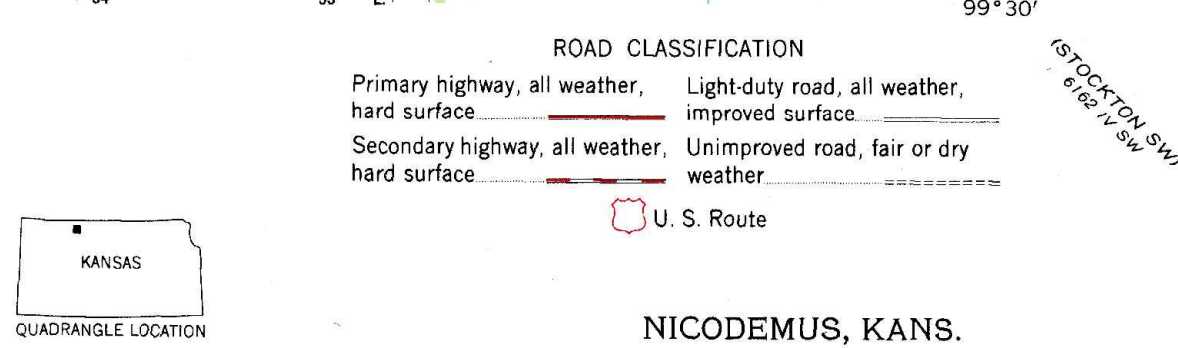 99°30'
ROAD CLASSIFICATION
Primary highway, all weather,
hard surface
Light-duty road, all weather,
improved surface
Secondary highway, all weather,
hard surface
Unimproved road, fair or dry
weather
U. S. Route
(STOCKTON SW)
6162 IV SW
KANSAS
QUADRANGLE LOCATION
NICODEMUS, KANS.